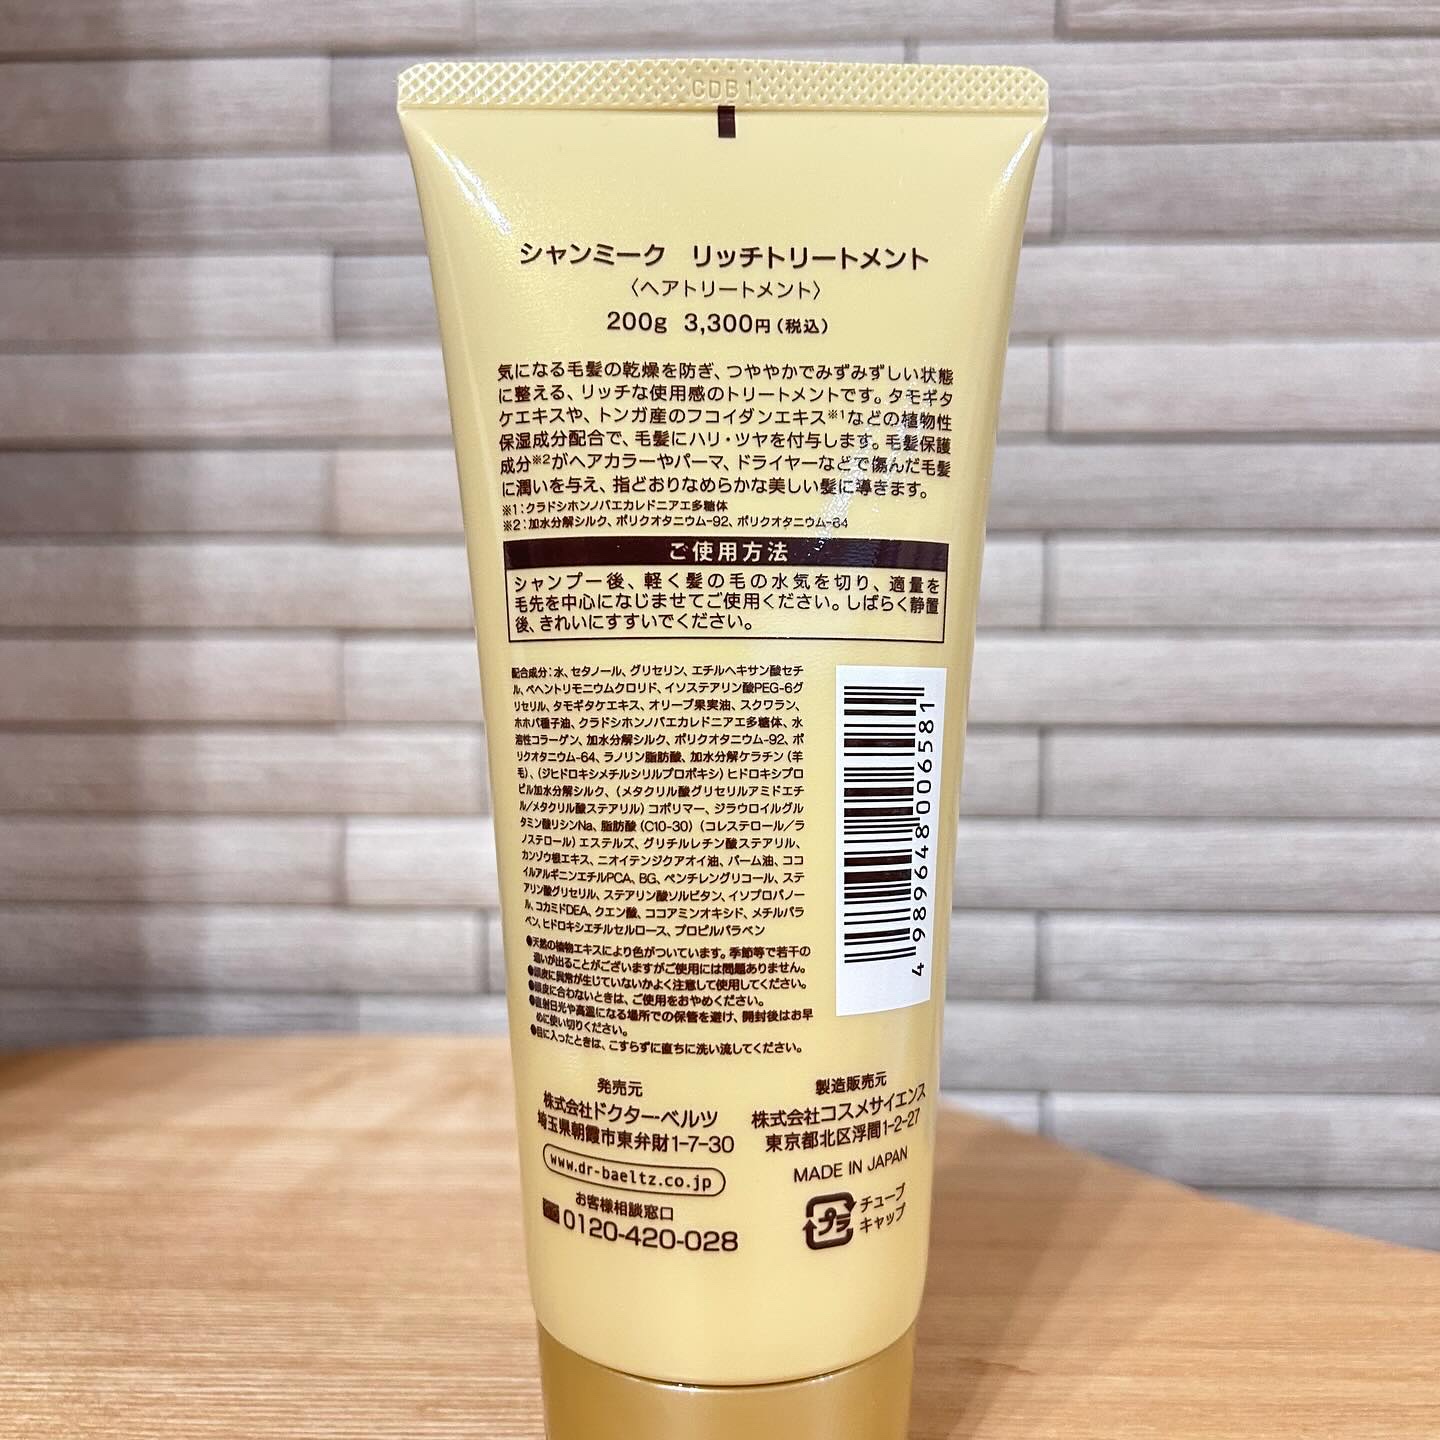 CDB1
シャンミーク リッチトリートメント
〈ヘアトリートメント〉
200g 3,300円(税込)
気になる毛髪の乾燥を防ぎ、つややかでみずみずしい状態
に整える、リッチな使用感のトリートメントです。タモギタ
ケエキスや、トンガ産のフコイダンエキス※1などの植物性
保湿成分配合で、毛髪にハリ・ツヤを付与します。毛髪保護
成分※2がヘアカラーやパーマ、ドライヤーなどで傷んだ毛髪
に潤いを与え、指どおりなめらかな美しい髪に導きます。
※1:クラドシホンノバエカレドニアエ多糖体
※2:加水分解シルク、ポリクオタニウム-92、ポリクオタニウム-64
ご使用方法
シャンプー後、軽く髪の毛の水気を切り、適量を
毛先を中心になじませてご使用ください。しばらく静置
後、きれいにすすいでください。
配合成分:水、セタノール、グリセリン、エチルヘキサン酸セチ
ル、ベヘントリモニウムクロリド、イソステアリン酸PEG-6グ
リセリル、タモギタケエキス、オリーブ果実油、スクワラン、
ホホバ種子油、クラドシホンノバエカレドニアエ多糖体、水
溶性コラーゲン、加水分解シルク、ポリクオタニウム-92、ポ
リクオタニウム-64、ラノリン脂肪酸、加水分解ケラチン(羊
毛)、(ジヒドロキシメチルシリルプロポキシ)ヒドロキシプロ
ピル加水分解シルク、(メタクリル酸グリセリルアミドエチ
ル/メタクリル酸ステアリル)コポリマー、ジラウロイルグル
タミン酸リシンNa、脂肪酸(C10-30)(コレステロール/ラ
ノステロール)エステルズ、グリチルレチン酸ステアリル、
カンゾウ根エキス、ニオイテンジクアオイ油、パーム油、ココ
イルアルギニンエチルPCA、BG、ペンチレングリコール、ステ
アリン酸グリセリル、ステアリン酸ソルビタン、イソプロパノー
ル、コカミドDEA、クエン酸、ココアミンオキシド、メチルパラ
ベン、ヒドロキシエチルセルロース、プロピルパラベン
●天然の植物エキスにより色がついています。季節等で若干の
違いが出ることがございますがご使用には問題ありません。
●頭皮に異常が生じていないかよく注意して使用してください。
●頭皮に合わないときは、ご使用をおやめください。
●直射日光や高温になる場所での保管を避け、開封後はお早
めに使い切りください。
●目に入ったときは、こすらずに直ちに洗い流してください。
4 989648 006581
発売元
株式会社ドクターベルツ
埼玉県朝霞市東弁財1-7-30
www.dr-baeltz.co.jp
お客様相談窓口
0120-420-028
製造販売元
株式会社コスメサイエンス
東京都北区浮間1-2-27
MADE IN JAPAN
プラ
チューブ
キャップ